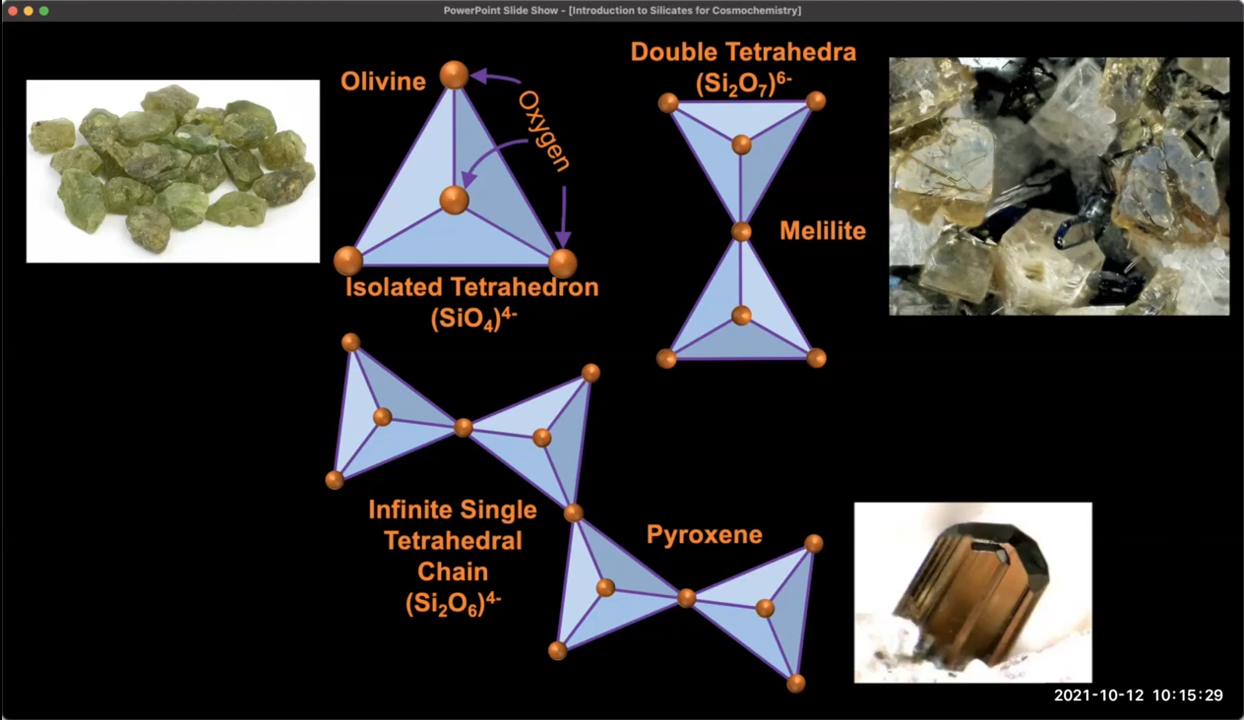 PowerPoint Slide Show - [Introduction to Silicates for Cosmochemistry]
Olivine
Oxygen
Isolated Tetrahedron
(SiO₄)⁴⁻
Double Tetrahedra
(Si₂O₇)⁶⁻
Melilite
Infinite Single
Tetrahedral
Chain
(Si₂O₆)⁴⁻
Pyroxene
2021-10-12 10:15:29